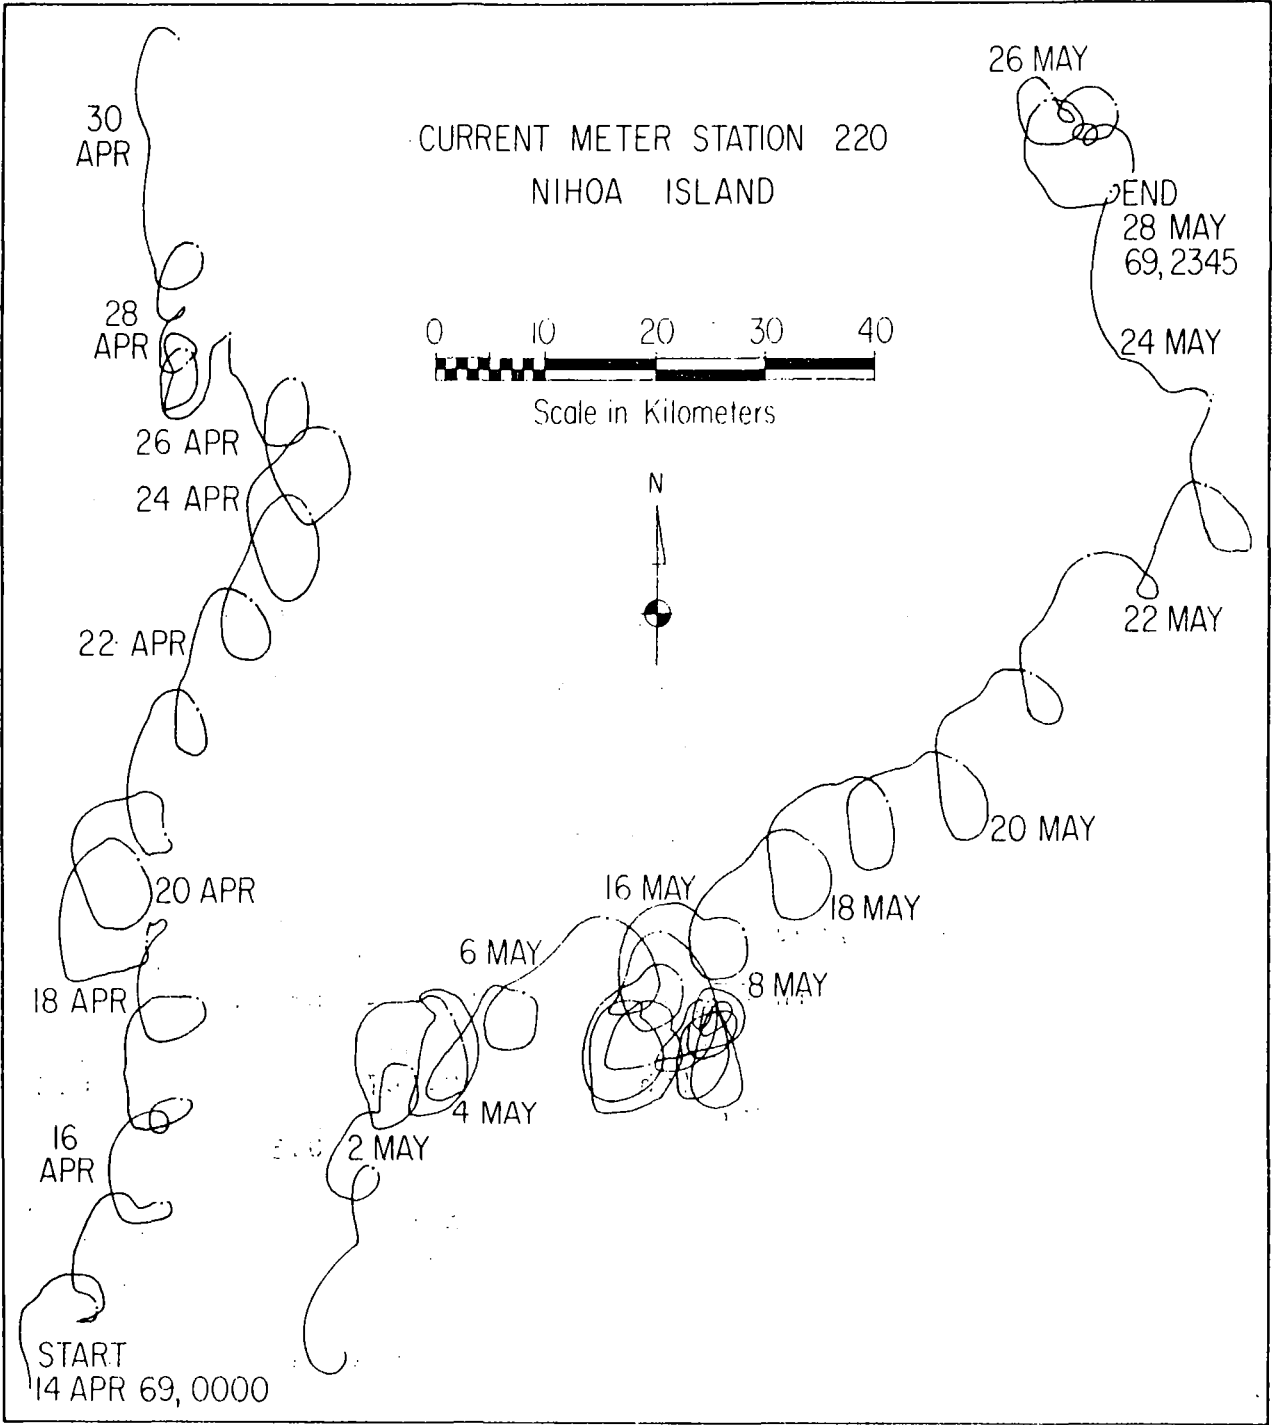 CURRENT METER STATION 220
NIHOA ISLAND
0 10 20 30 40
Scale in Kilometers
N
30
APR
28
APR
26 APR
24 APR
22 APR
20 APR
18 APR
16
APR
START
14 APR 69, 0000
2 MAY
4 MAY
6 MAY
16 MAY
8 MAY
18 MAY
20 MAY
22 MAY
24 MAY
26 MAY
END
28 MAY
69, 2345